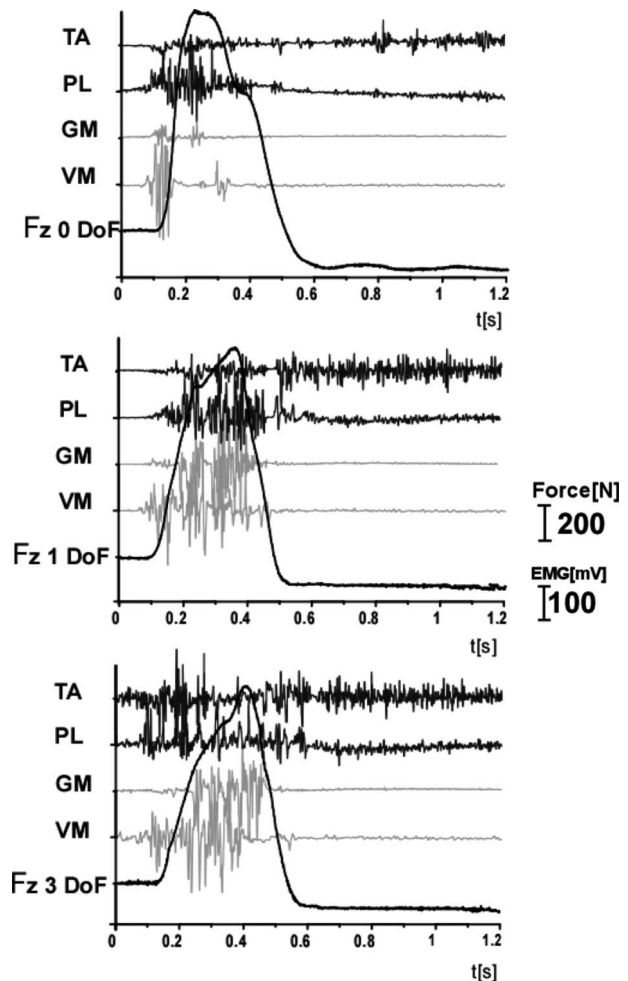 TA
PL
GM
VM
Fz 0 DoF
0 0.2 0.4 0.6 0.8 1 1.2
t[s]
TA
PL
GM
VM
Fz 1 DoF
0 0.2 0.4 0.6 0.8 1 1.2
t[s]
Force[N]
200
EMG[mV]
100
TA
PL
GM
VM
Fz 3 DoF
0 0.2 0.4 0.6 0.8 1 1.2
t[s]